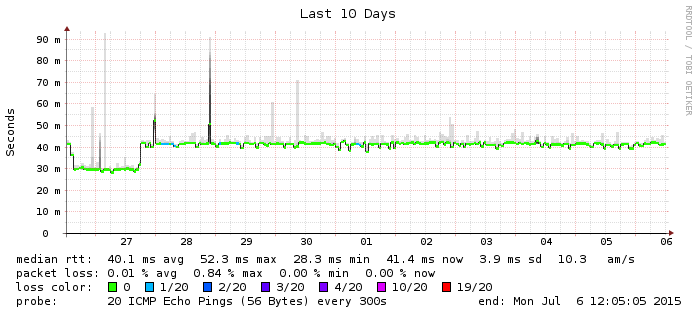 Last 10 Days
RRDTOOL / TOBI OETIKER
Seconds
90 m
80 m
70 m
60 m
50 m
40 m
30 m
20 m
10 m
0
27 28 29 30 01 02 03 04 05 06
median rtt: 40.1 ms avg 52.3 ms max 28.3 ms min 41.4 ms now 3.9 ms sd 10.3 am/s
packet loss: 0.01 % avg 0.84 % max 0.00 % min 0.00 % now
loss color: 0 1/20 2/20 3/20 4/20 10/20 19/20
probe: 20 ICMP Echo Pings (56 Bytes) every 300s end: Mon Jul 6 12:05:05 2015